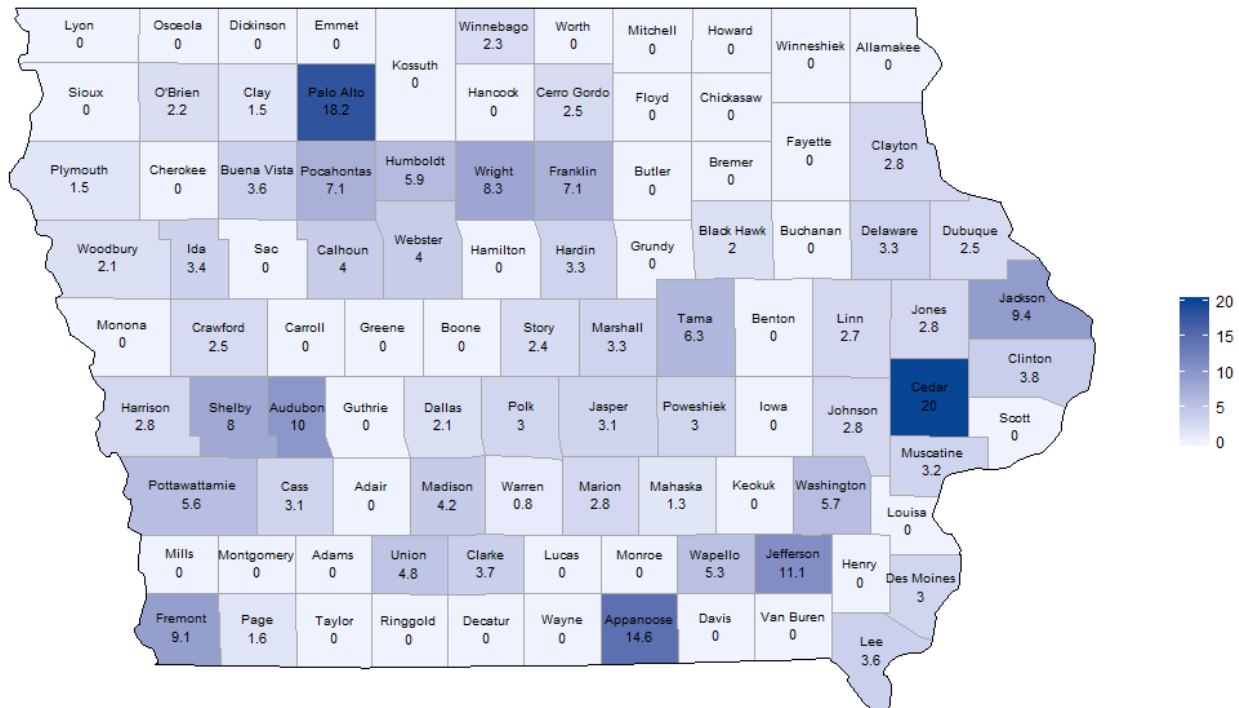 Lyon
0
Osceola
0
Dickinson
0
Emmet
0
Kossuth
0
Winnebago
2.3
Worth
0
Mitchell
0
Howard
0
Winneshiek
0
Allamakee
0
Sioux
0
O'Brien
2.2
Clay
1.5
Palo Alto
18.2
Hancock
0
Cerro Gordo
2.5
Floyd
0
Chickasaw
0
Fayette
0
Clayton
2.8
Plymouth
1.5
Cherokee
0
Buena Vista
3.6
Pocahontas
7.1
Humboldt
5.9
Wright
8.3
Franklin
7.1
Butler
0
Bremer
0
Woodbury
2.1
Ida
3.4
Sac
0
Calhoun
4
Webster
4
Hamilton
0
Hardin
3.3
Grundy
0
Black Hawk
2
Buchanan
0
Delaware
3.3
Dubuque
2.5
Monona
0
Crawford
2.5
Carroll
0
Greene
0
Boone
0
Story
2.4
Marshall
3.3
Tama
6.3
Benton
0
Linn
2.7
Jones
2.8
Jackson
9.4
Clinton
3.8
Harrison
2.8
Shelby
8
Audubon
10
Guthrie
0
Dallas
2.1
Polk
3
Jasper
3.1
Poweshiek
3
Iowa
0
Johnson
2.8
Cedar
20
Scott
0
Muscatine
3.2
Pottawattamie
5.6
Cass
3.1
Adair
0
Madison
4.2
Warren
0.8
Marion
2.8
Mahaska
1.3
Keokuk
0
Washington
5.7
Louisa
0
Mills
0
Montgomery
0
Adams
0
Union
4.8
Clarke
3.7
Lucas
0
Monroe
0
Wapello
5.3
Jefferson
11.1
Henry
0
Des Moines
3
Fremont
9.1
Page
1.6
Taylor
0
Ringgold
0
Decatur
0
Wayne
0
Appanoose
14.6
Davis
0
Van Buren
0
Lee
3.6
20
15
10
5
0